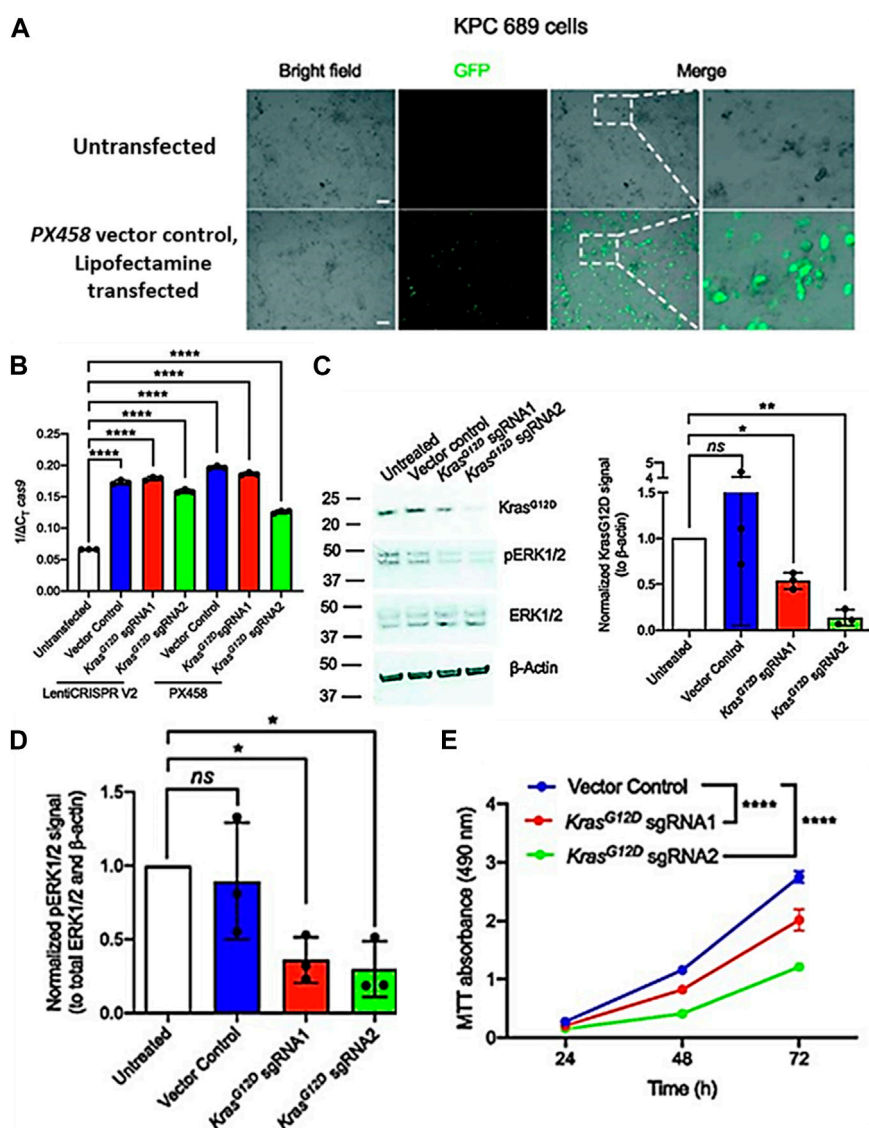 A
KPC 689 cells
Bright field GFP Merge
Untransfected
PX458 vector control,
Lipofectamine
transfected
B
****
****
****
****
****
****
0.25
0.20
0.15
0.10
0.05
0.00
1/ΔCT cas9
Untransfected
Vector Control
KrasG12D sgRNA1
KrasG12D sgRNA2
Vector Control
KrasG12D sgRNA1
KrasG12D sgRNA2
LentiCRISPR V2 PX458
C
Untreated
Vector control
KrasG12D sgRNA1
KrasG12D sgRNA2
25
20
KrasG12D
50
37
pERK1/2
50
37
ERK1/2
50
37
β-Actin
**
*
ns
5
4
1.5
1.0
0.5
0.0
Normalized KrasG12D signal
(to β-actin)
Untreated
Vector Control
KrasG12D sgRNA1
KrasG12D sgRNA2
D
*
*
ns
1.5
1.0
0.5
0.0
Normalized pERK1/2 signal
(to total ERK1/2 and β-actin)
Untreated
Vector Control
KrasG12D sgRNA1
KrasG12D sgRNA2
E
Vector Control
KrasG12D sgRNA1
KrasG12D sgRNA2
****
****
4
3
2
1
0
MTT absorbance (490 nm)
24 48 72
Time (h)